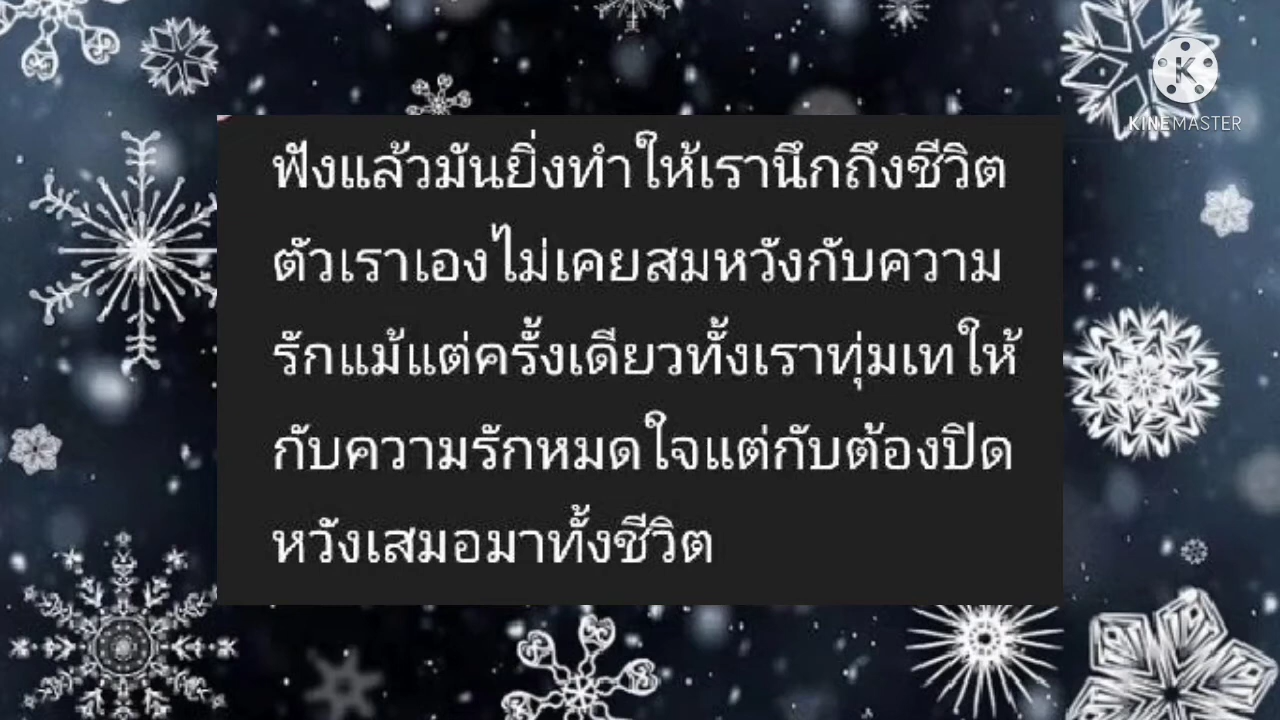 KINEMASTER
ฟังแล้วมันยิ่งทำให้เรานึกถึงชีวิต
ตัวเราเองไม่เคยสมหวังกับความ
รักแม้แต่ครั้งเดียวทั้งเราทุ่มเทให้
กับความรักหมดใจแต่กับต้องปิด
หวังเสมอมาทั้งชีวิต